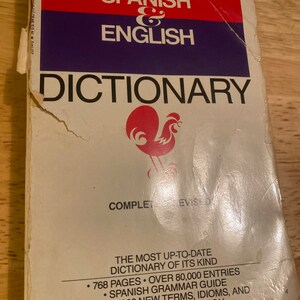 SPANISH
&
ENGLISH
DICTIONARY
REVISED
THE MOST UP-TO-DATE
DICTIONARY OF ITS KIND
• 768 PAGES • OVER 80,000 ENTRIES
• SPANISH GRAMMAR GUIDE
NEW TERMS, IDIOMS, AND